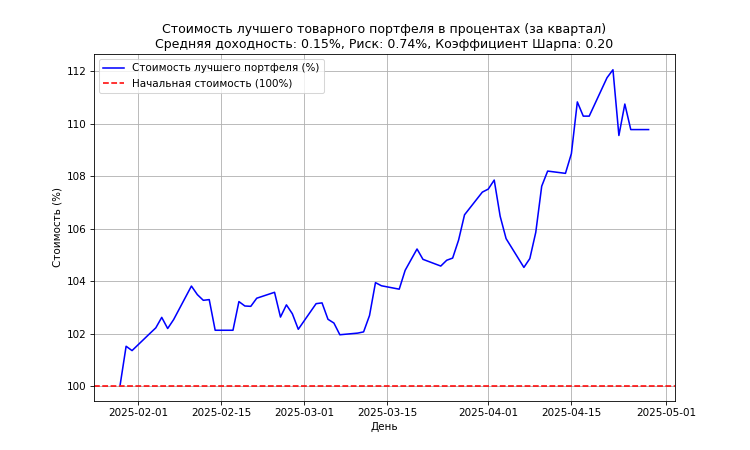 Стоимость лучшего товарного портфеля в процентах (за квартал)
Средняя доходность: 0.15%, Риск: 0.74%, Коэффициент Шарпа: 0.20
Стоимость лучшего портфеля (%)
Начальная стоимость (100%)
Стоимость (%)
112
110
108
106
104
102
100
2025-02-01
2025-02-15
2025-03-01
2025-03-15
2025-04-01
2025-04-15
2025-05-01
День